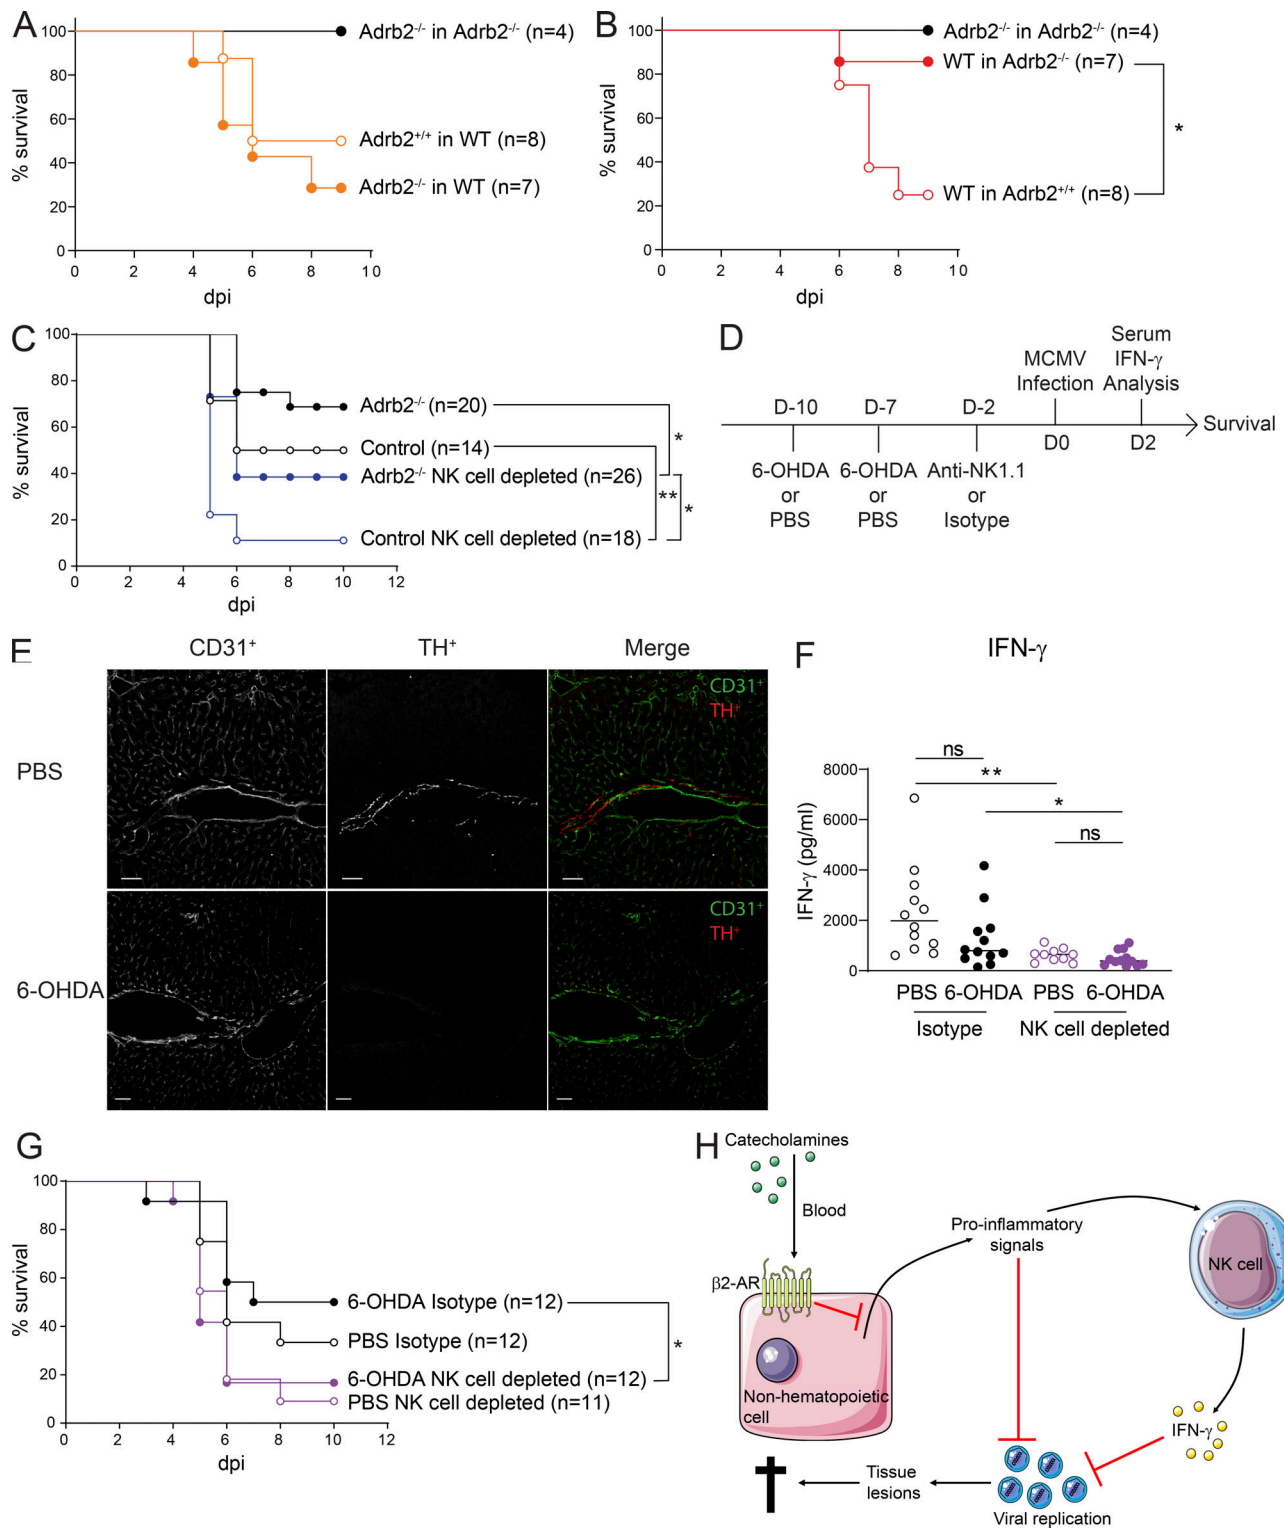 A
% survival
100
80
60
40
20
0
0 2 4 6 8 10
dpi
Adrb2-/- in Adrb2-/- (n=4)
Adrb2+/+ in WT (n=8)
Adrb2-/- in WT (n=7)
B
% survival
100
80
60
40
20
0
0 2 4 6 8 10
dpi
Adrb2-/- in Adrb2-/- (n=4)
WT in Adrb2-/- (n=7)
*
WT in Adrb2+/+ (n=8)
C
% survival
100
80
60
40
20
0
0 2 4 6 8 10 12
dpi
Adrb2-/- (n=20)
*
Control (n=14)
Adrb2-/- NK cell depleted (n=26)
** *
Control NK cell depleted (n=18)
D
MCMV
Infection
Serum
IFN-γ
Analysis
D-10 D-7 D-2
Survival
D0 D2
6-OHDA
or
PBS
6-OHDA
or
PBS
Anti-NK1.1
or
Isotype
E
CD31+ TH+ Merge
PBS
CD31+
TH+
6-OHDA
CD31+
TH+
F
IFN-γ
IFN-γ (pg/ml)
ns
**
*
ns
8000
6000
4000
2000
0
PBS 6-OHDA PBS 6-OHDA
Isotype NK cell depleted
G
% survival
100
80
60
40
20
0
0 2 4 6 8 10 12
dpi
6-OHDA Isotype (n=12)
PBS Isotype (n=12)
*
6-OHDA NK cell depleted (n=12)
PBS NK cell depleted (n=11)
H
Catecholamines
Blood
β2-AR
Pro-inflammatory
signals
NK cell
Non-hematopoietic
cell
IFN-γ
Tissue
lesions
Viral replication